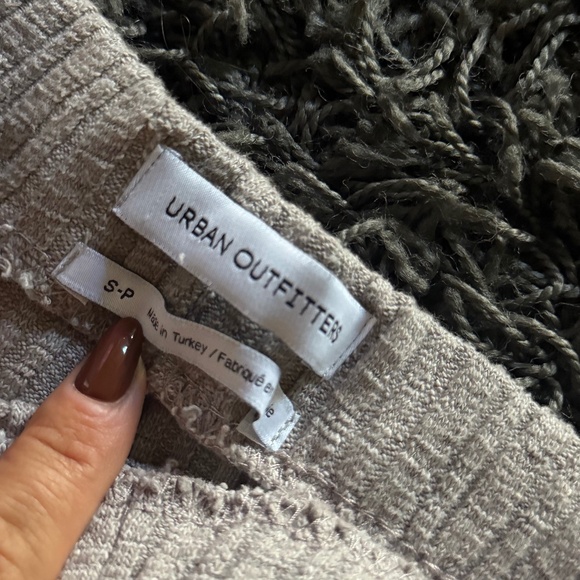 URBAN OUTFITTERS
S-P
Made in Turkey / Fabriqué en